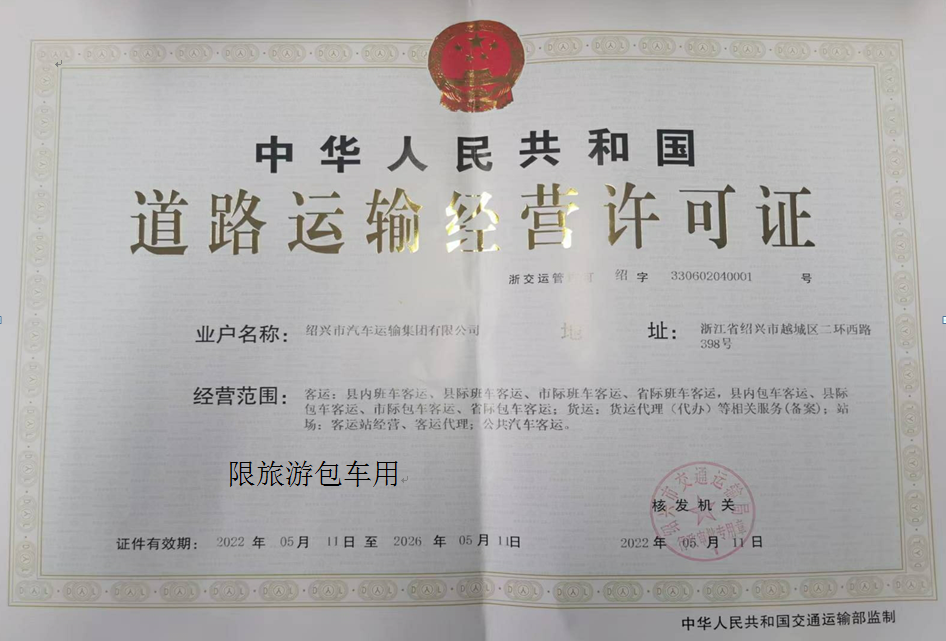 中华人民共和国
道路运输经营许可证
浙交运管许可 绍 字 330602040001 号
业户名称： 绍兴市汽车运输集团有限公司 地 址： 浙江省绍兴市越城区二环西路
398号
经营范围： 客运：县内班车客运、县际班车客运、市际班车客运、省际班车客运，县内包车客运、县际
包车客运、市际包车客运、省际包车客运；货运：货运代理（代办）等相关服务(备案)；站
场：客运站经营、客运代理；公共汽车客运。
限旅游包车用
核发机关
证件有效期： 2022 年 05月 11日 至 2026 年 05月 11日
2022 年 05 月 11 日
中华人民共和国交通运输部监制